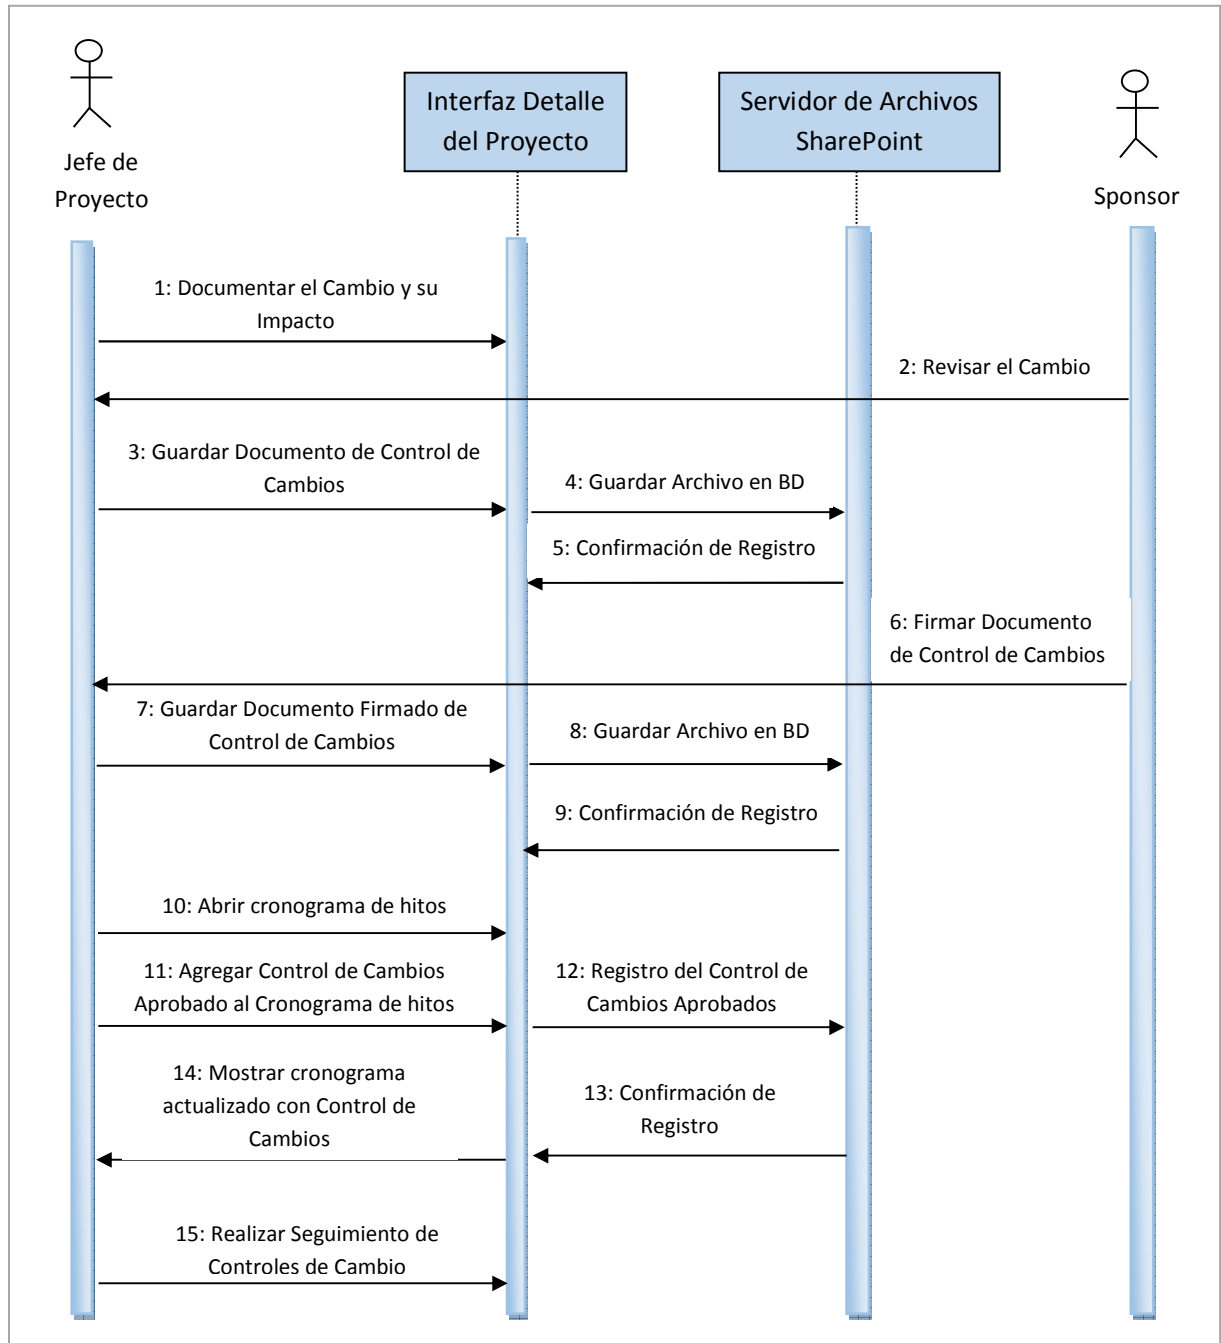 Jefe de
Proyecto
Interfaz Detalle
del Proyecto
Servidor de Archivos
SharePoint
Sponsor
1: Documentar el Cambio y su
Impacto
2: Revisar el Cambio
3: Guardar Documento de Control de
Cambios
4: Guardar Archivo en BD
5: Confirmación de Registro
6: Firmar Documento
de Control de Cambios
7: Guardar Documento Firmado de
Control de Cambios
8: Guardar Archivo en BD
9: Confirmación de Registro
10: Abrir cronograma de hitos
11: Agregar Control de Cambios
Aprobado al Cronograma de hitos
12: Registro del Control de
Cambios Aprobados
14: Mostrar cronograma
actualizado con Control de
Cambios
13: Confirmación de
Registro
15: Realizar Seguimiento de
Controles de Cambio